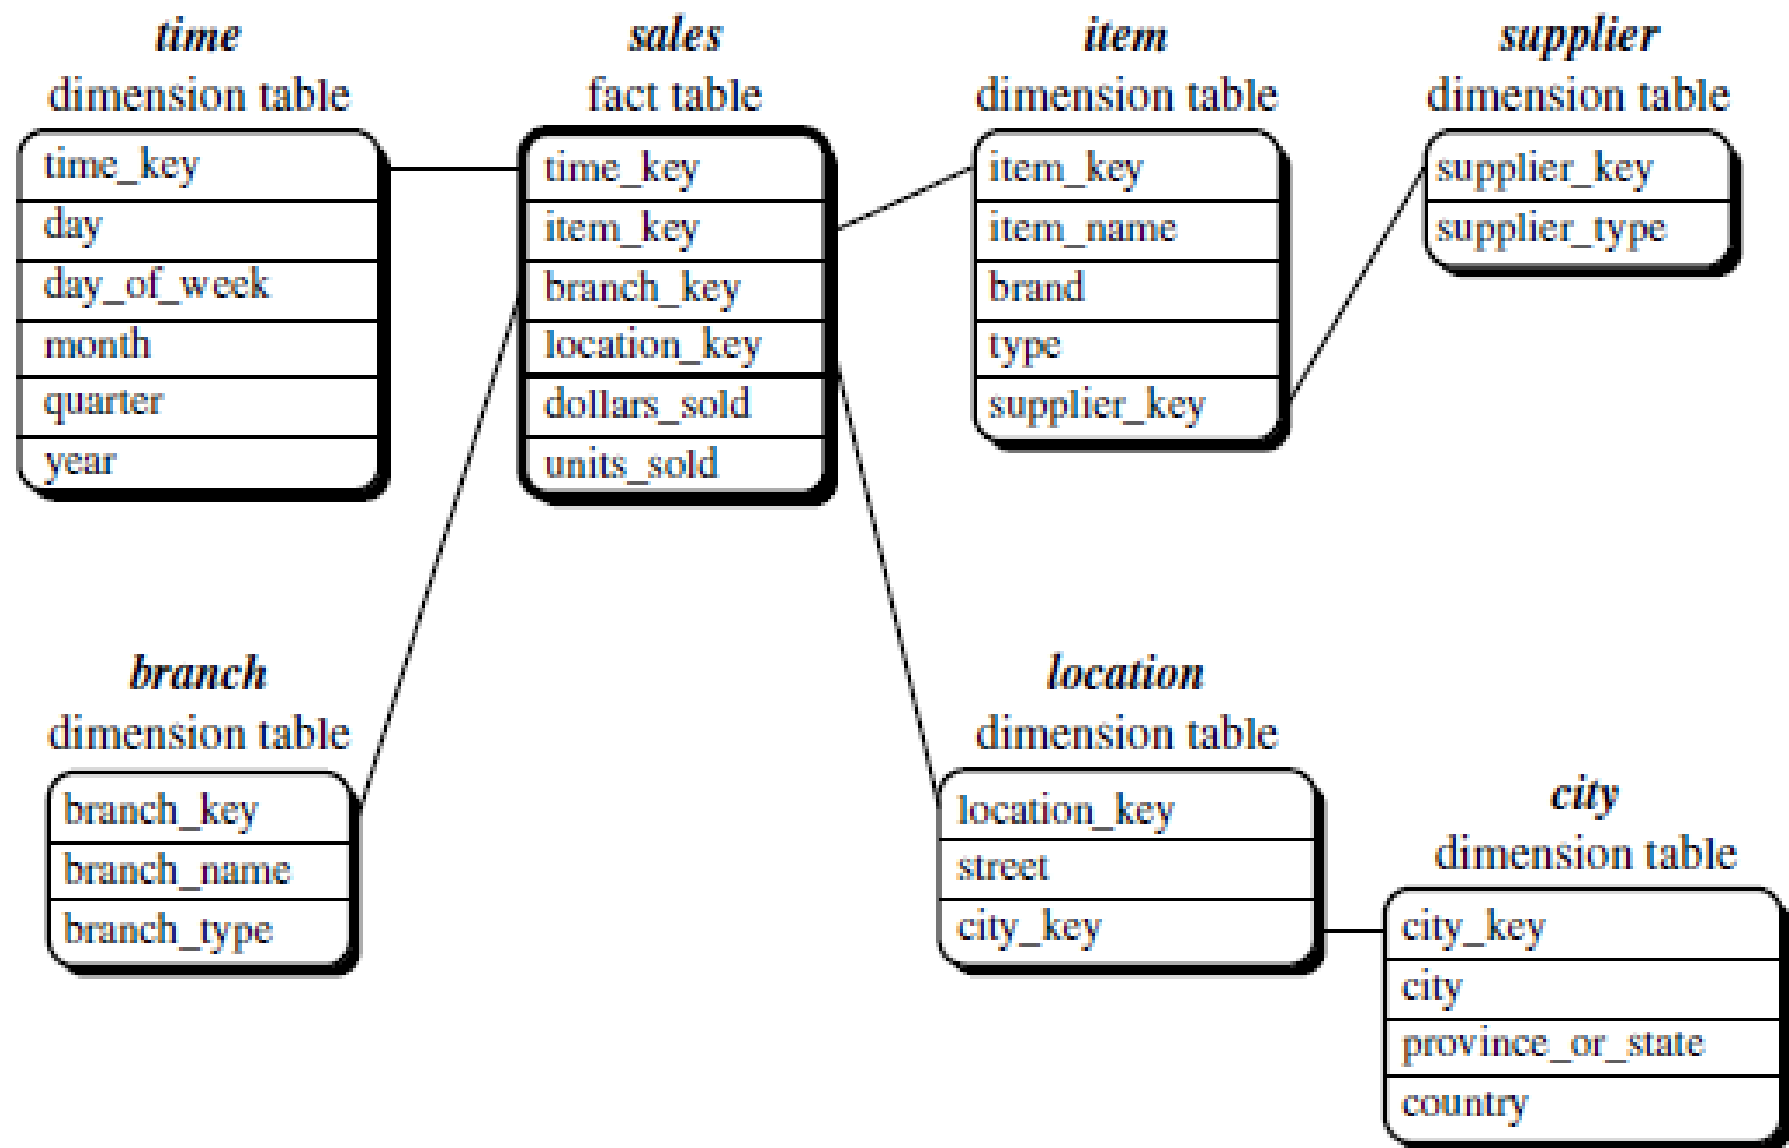 time
dimension table
time_key
day
day_of_week
month
quarter
year
sales
fact table
time_key
item_key
branch_key
location_key
dollars_sold
units_sold
item
dimension table
item_key
item_name
brand
type
supplier_key
supplier
dimension table
supplier_key
supplier_type
branch
dimension table
branch_key
branch_name
branch_type
location
dimension table
location_key
street
city_key
city
dimension table
city_key
city
province_or_state
country